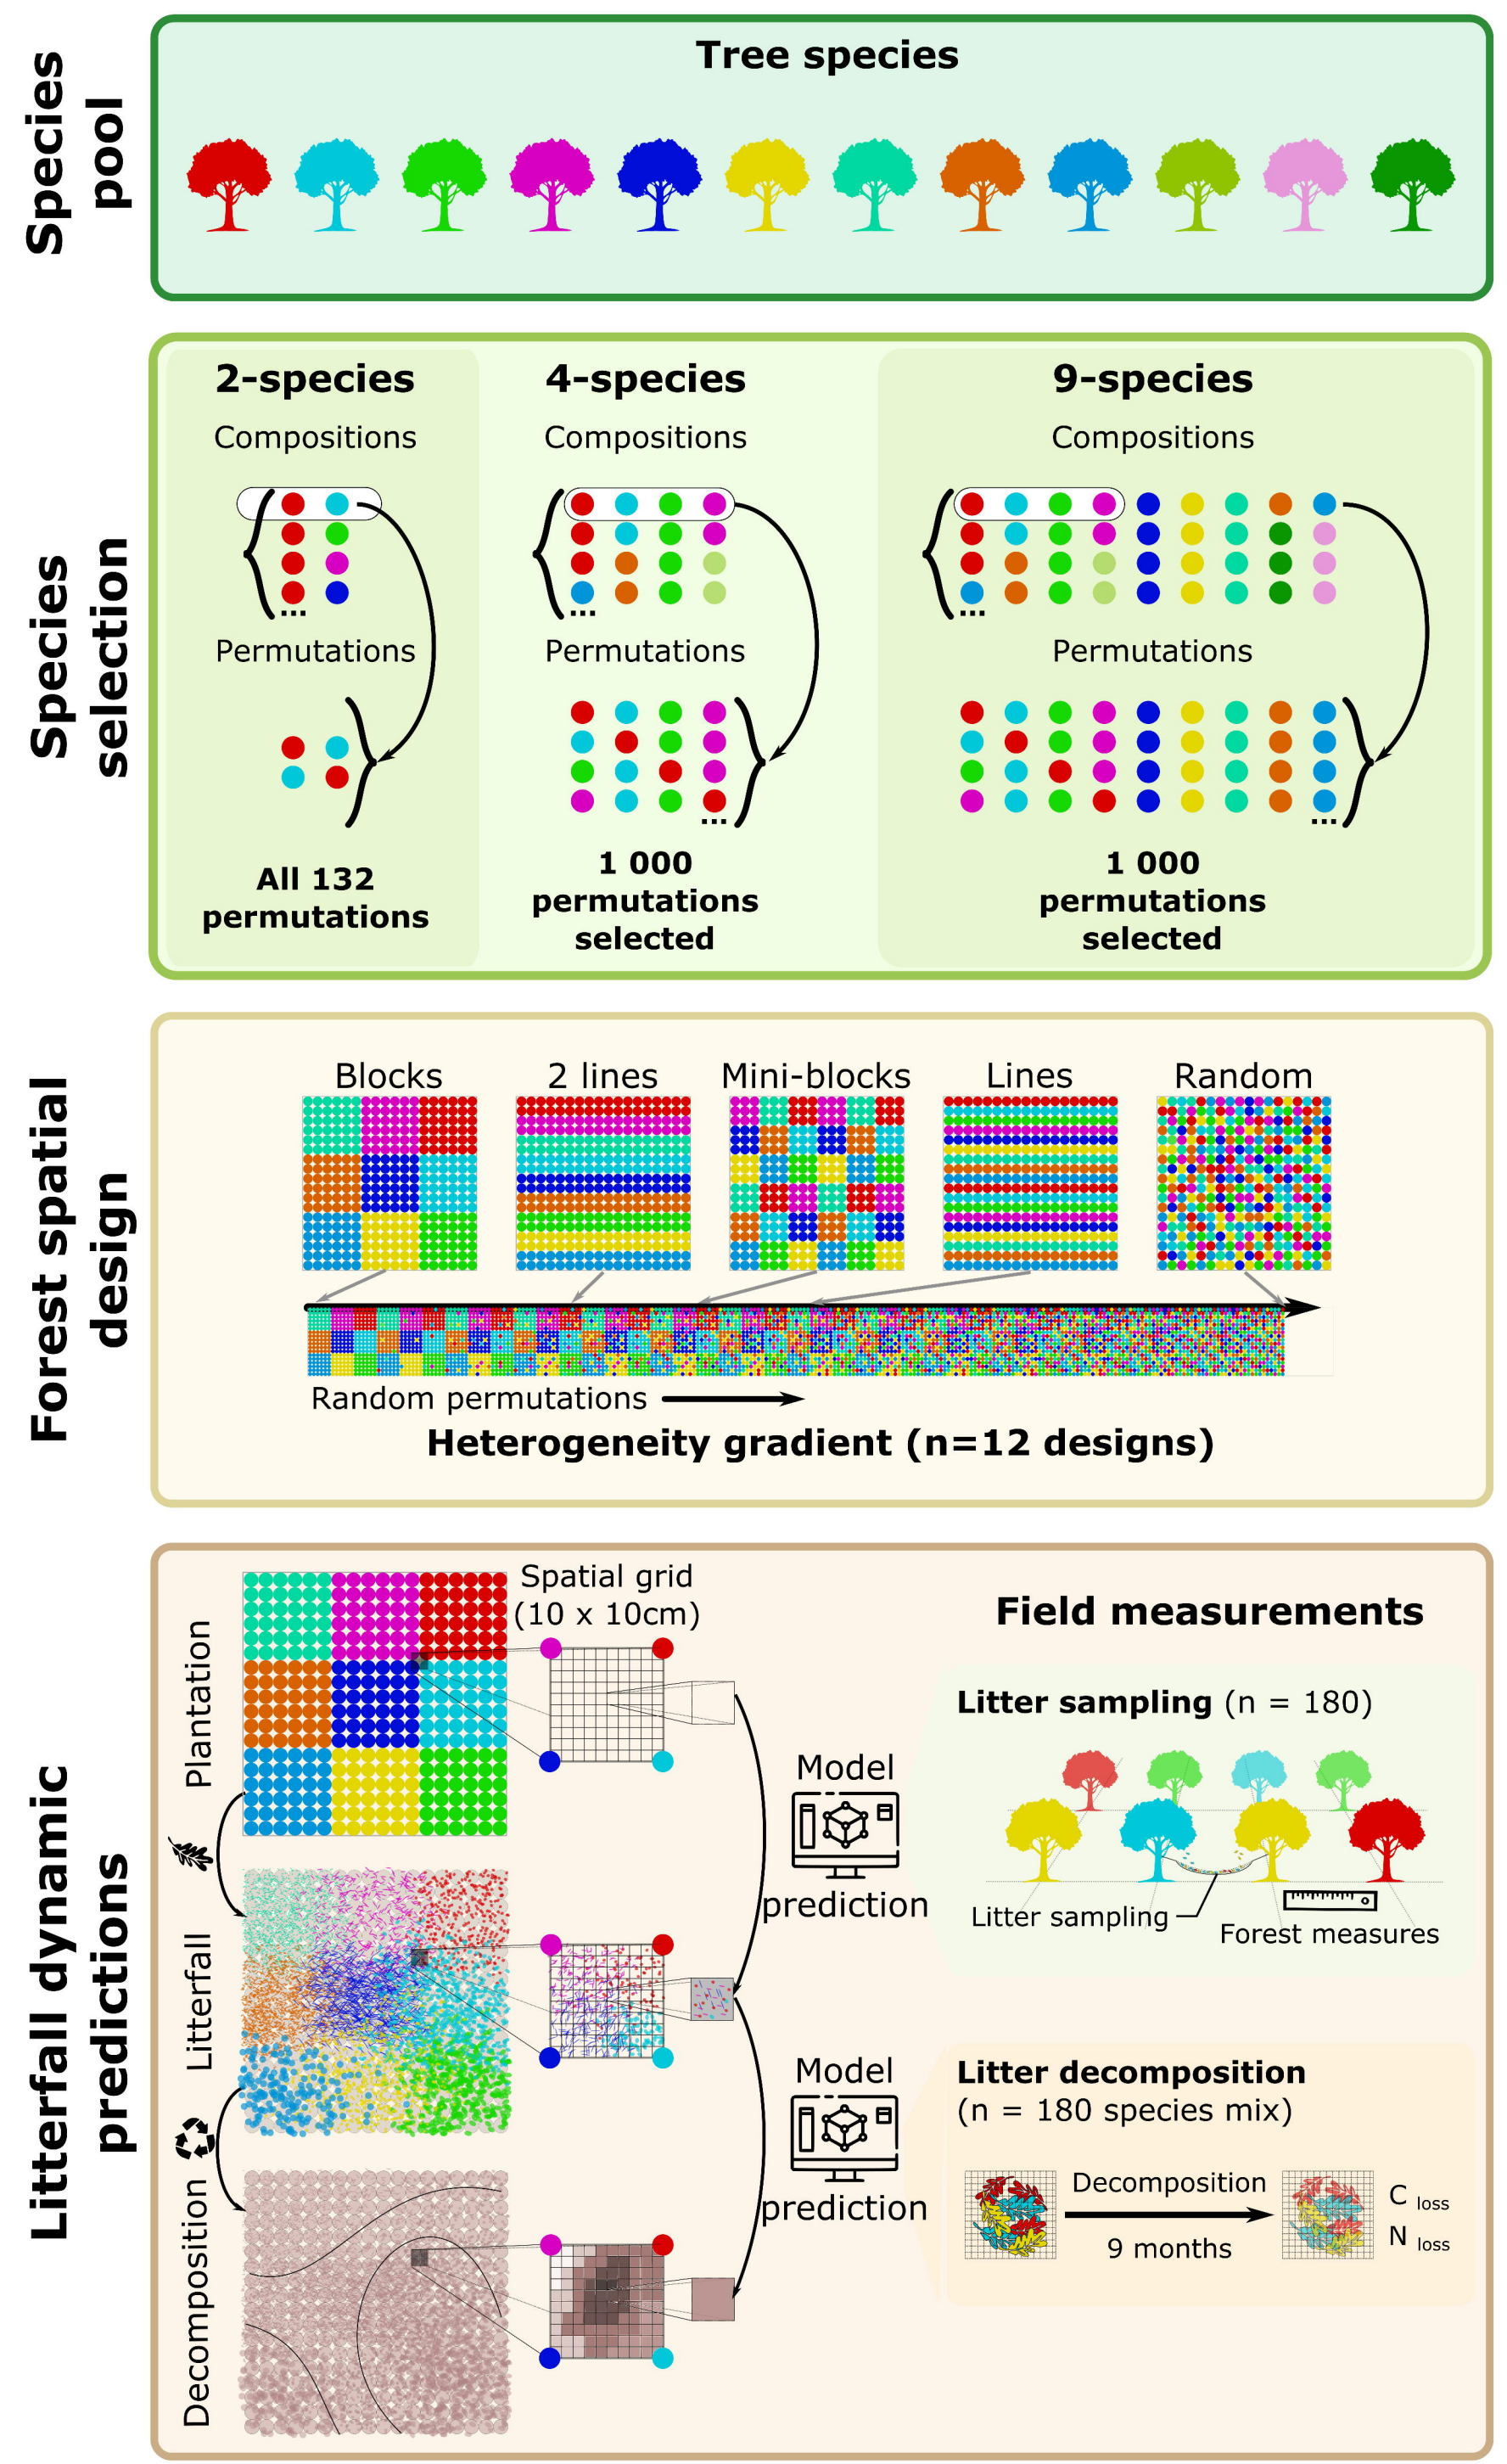 Species
pool
Tree species
Species
selection
2-species
Compositions
...
Permutations
All 132
permutations
4-species
Compositions
...
Permutations
...
1 000
permutations
selected
9-species
Compositions
...
Permutations
...
1 000
permutations
selected
Forest spatial
design
Blocks
2 lines
Mini-blocks
Lines
Random
Random permutations
Heterogeneity gradient (n=12 designs)
Litterfall dynamic
predictions
Plantation
Spatial grid
(10 x 10cm)
Litterfall
Decomposition
Model
prediction
Model
prediction
Field measurements
Litter sampling (n = 180)
Litter sampling
Forest measures
Litter decomposition
(n = 180 species mix)
Decomposition
9 months
C loss
N loss